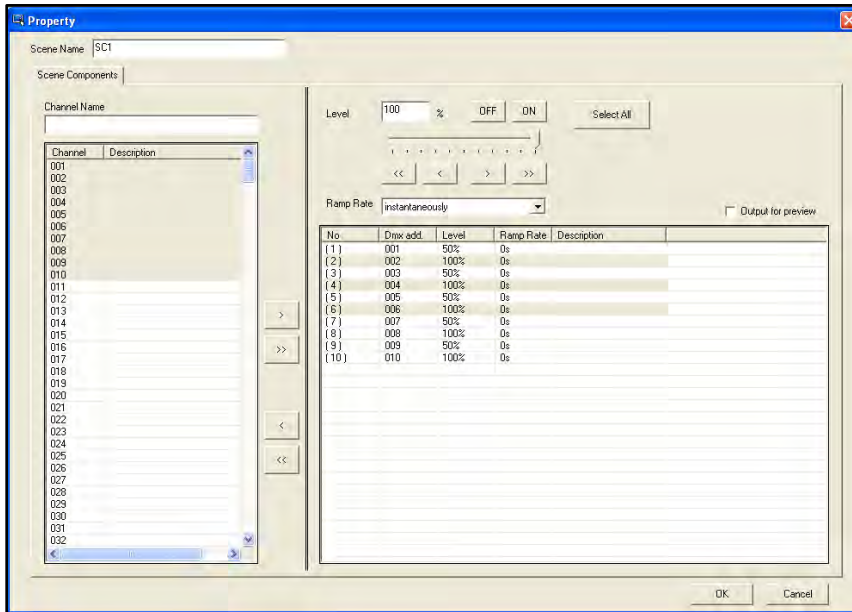 Property
Scene Name SC1
Scene Components
Channel Name
Channel Description
001
002
003
004
005
006
007
008
009
010
011
012
013
014
015
016
017
018
019
020
021
022
023
024
025
026
027
028
029
030
031
032
>
>>
<
<<
Level 100 % OFF ON Select All
<< < > >>
Ramp Rate instantaneously
Output for preview
No Dmx add. Level Ramp Rate Description
(1) 001 50% 0s
(2) 002 100% 0s
(3) 003 50% 0s
(4) 004 100% 0s
(5) 005 50% 0s
(6) 006 100% 0s
(7) 007 50% 0s
(8) 008 100% 0s
(9) 009 50% 0s
(10) 010 100% 0s
OK Cancel